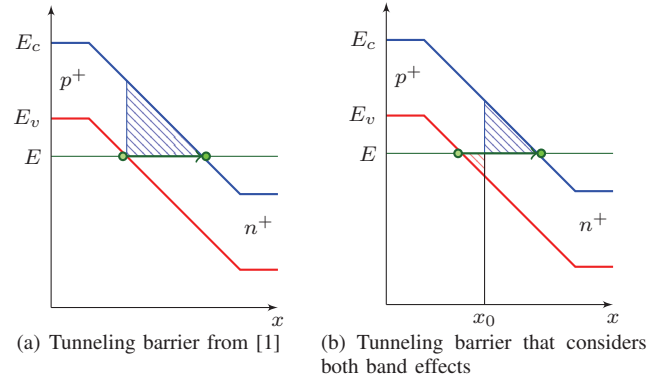 E_c
p^+
E_v
E
n^+
x
E_c
p^+
E_v
E
n^+
x_0
x
(a) Tunneling barrier from [1]
(b) Tunneling barrier that considers
both band effects